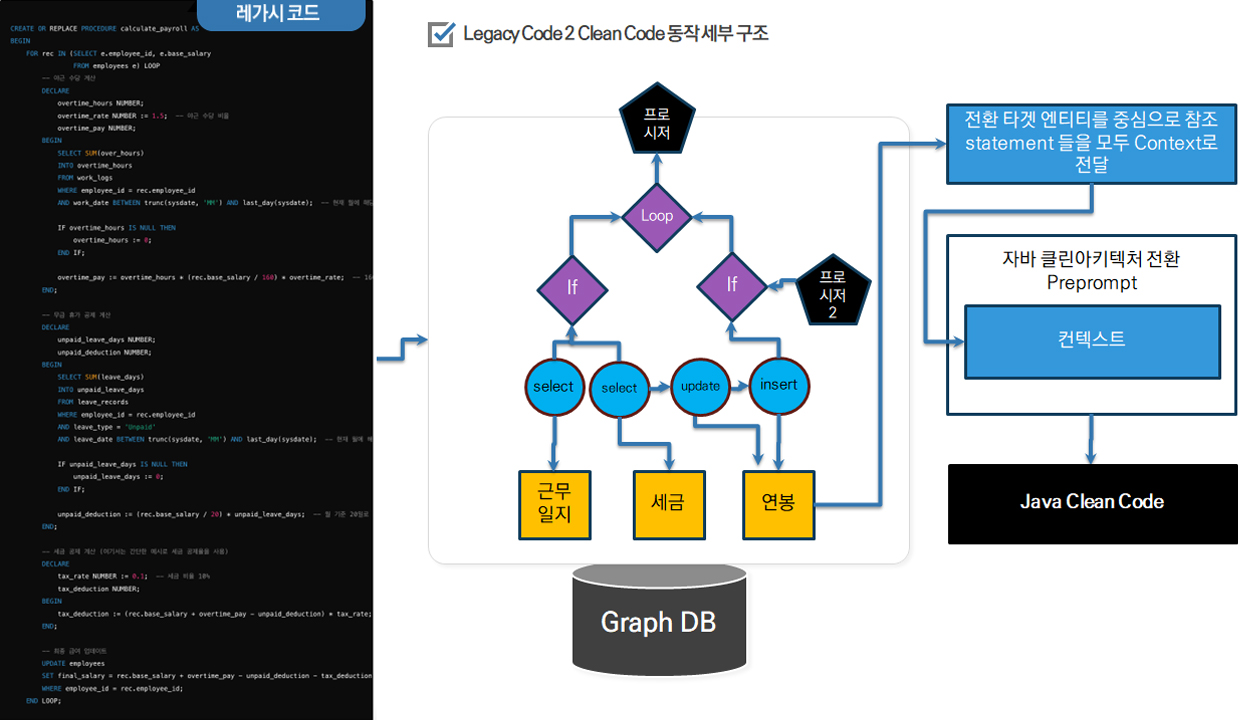 레가시 코드
CREATE OR REPLACE PROCEDURE calculate_payroll AS
BEGIN
FOR rec IN (SELECT e.employee_id, e.base_salary
FROM employees e) LOOP
-- 야근 수당 계산
DECLARE
overtime_hours NUMBER;
overtime_rate NUMBER := 1.5; -- 야근 수당 비율
overtime_pay NUMBER;
BEGIN
SELECT SUM(over_hours)
INTO overtime_hours
FROM work_logs
WHERE employee_id = rec.employee_id
AND work_date BETWEEN trunc(sysdate, 'MM') AND last_day(sysdate); -- 현재 월에 해당
IF overtime_hours IS NULL THEN
overtime_hours := 0;
END IF;
overtime_pay := overtime_hours * (rec.base_salary / 160) * overtime_rate; -- 16
END;
-- 무급 휴가 공제 계산
DECLARE
unpaid_leave_days NUMBER;
unpaid_deduction NUMBER;
BEGIN
SELECT SUM(leave_days)
INTO unpaid_leave_days
FROM leave_records
WHERE employee_id = rec.employee_id
AND leave_type = 'Unpaid'
AND leave_date BETWEEN trunc(sysdate, 'MM') AND last_day(sysdate); -- 현재 월에 해
IF unpaid_leave_days IS NULL THEN
unpaid_leave_days := 0;
END IF;
unpaid_deduction := (rec.base_salary / 20) * unpaid_leave_days; -- 월 기준 20일로
END;
-- 세금 공제 계산 (여기서는 간단한 예시로 세금 공제율을 사용)
DECLARE
tax_rate NUMBER := 0.1; -- 세금 비율 10%
tax_deduction NUMBER;
BEGIN
tax_deduction := (rec.base_salary + overtime_pay - unpaid_deduction) * tax_rate;
END;
-- 최종 급여 업데이트
UPDATE employees
SET final_salary = rec.base_salary + overtime_pay - unpaid_deduction - tax_deduction
WHERE employee_id = rec.employee_id;
END LOOP;
Legacy Code 2 Clean Code 동작 세부 구조
프로
시저
Loop
If
If
프로
시저
2
select
select
update
insert
근무
일지
세금
연봉
Graph DB
전환 타겟 엔티티를 중심으로 참조
statement 들을 모두 Context로
전달
자바 클린아키텍처 전환
Preprompt
컨텍스트
Java Clean Code